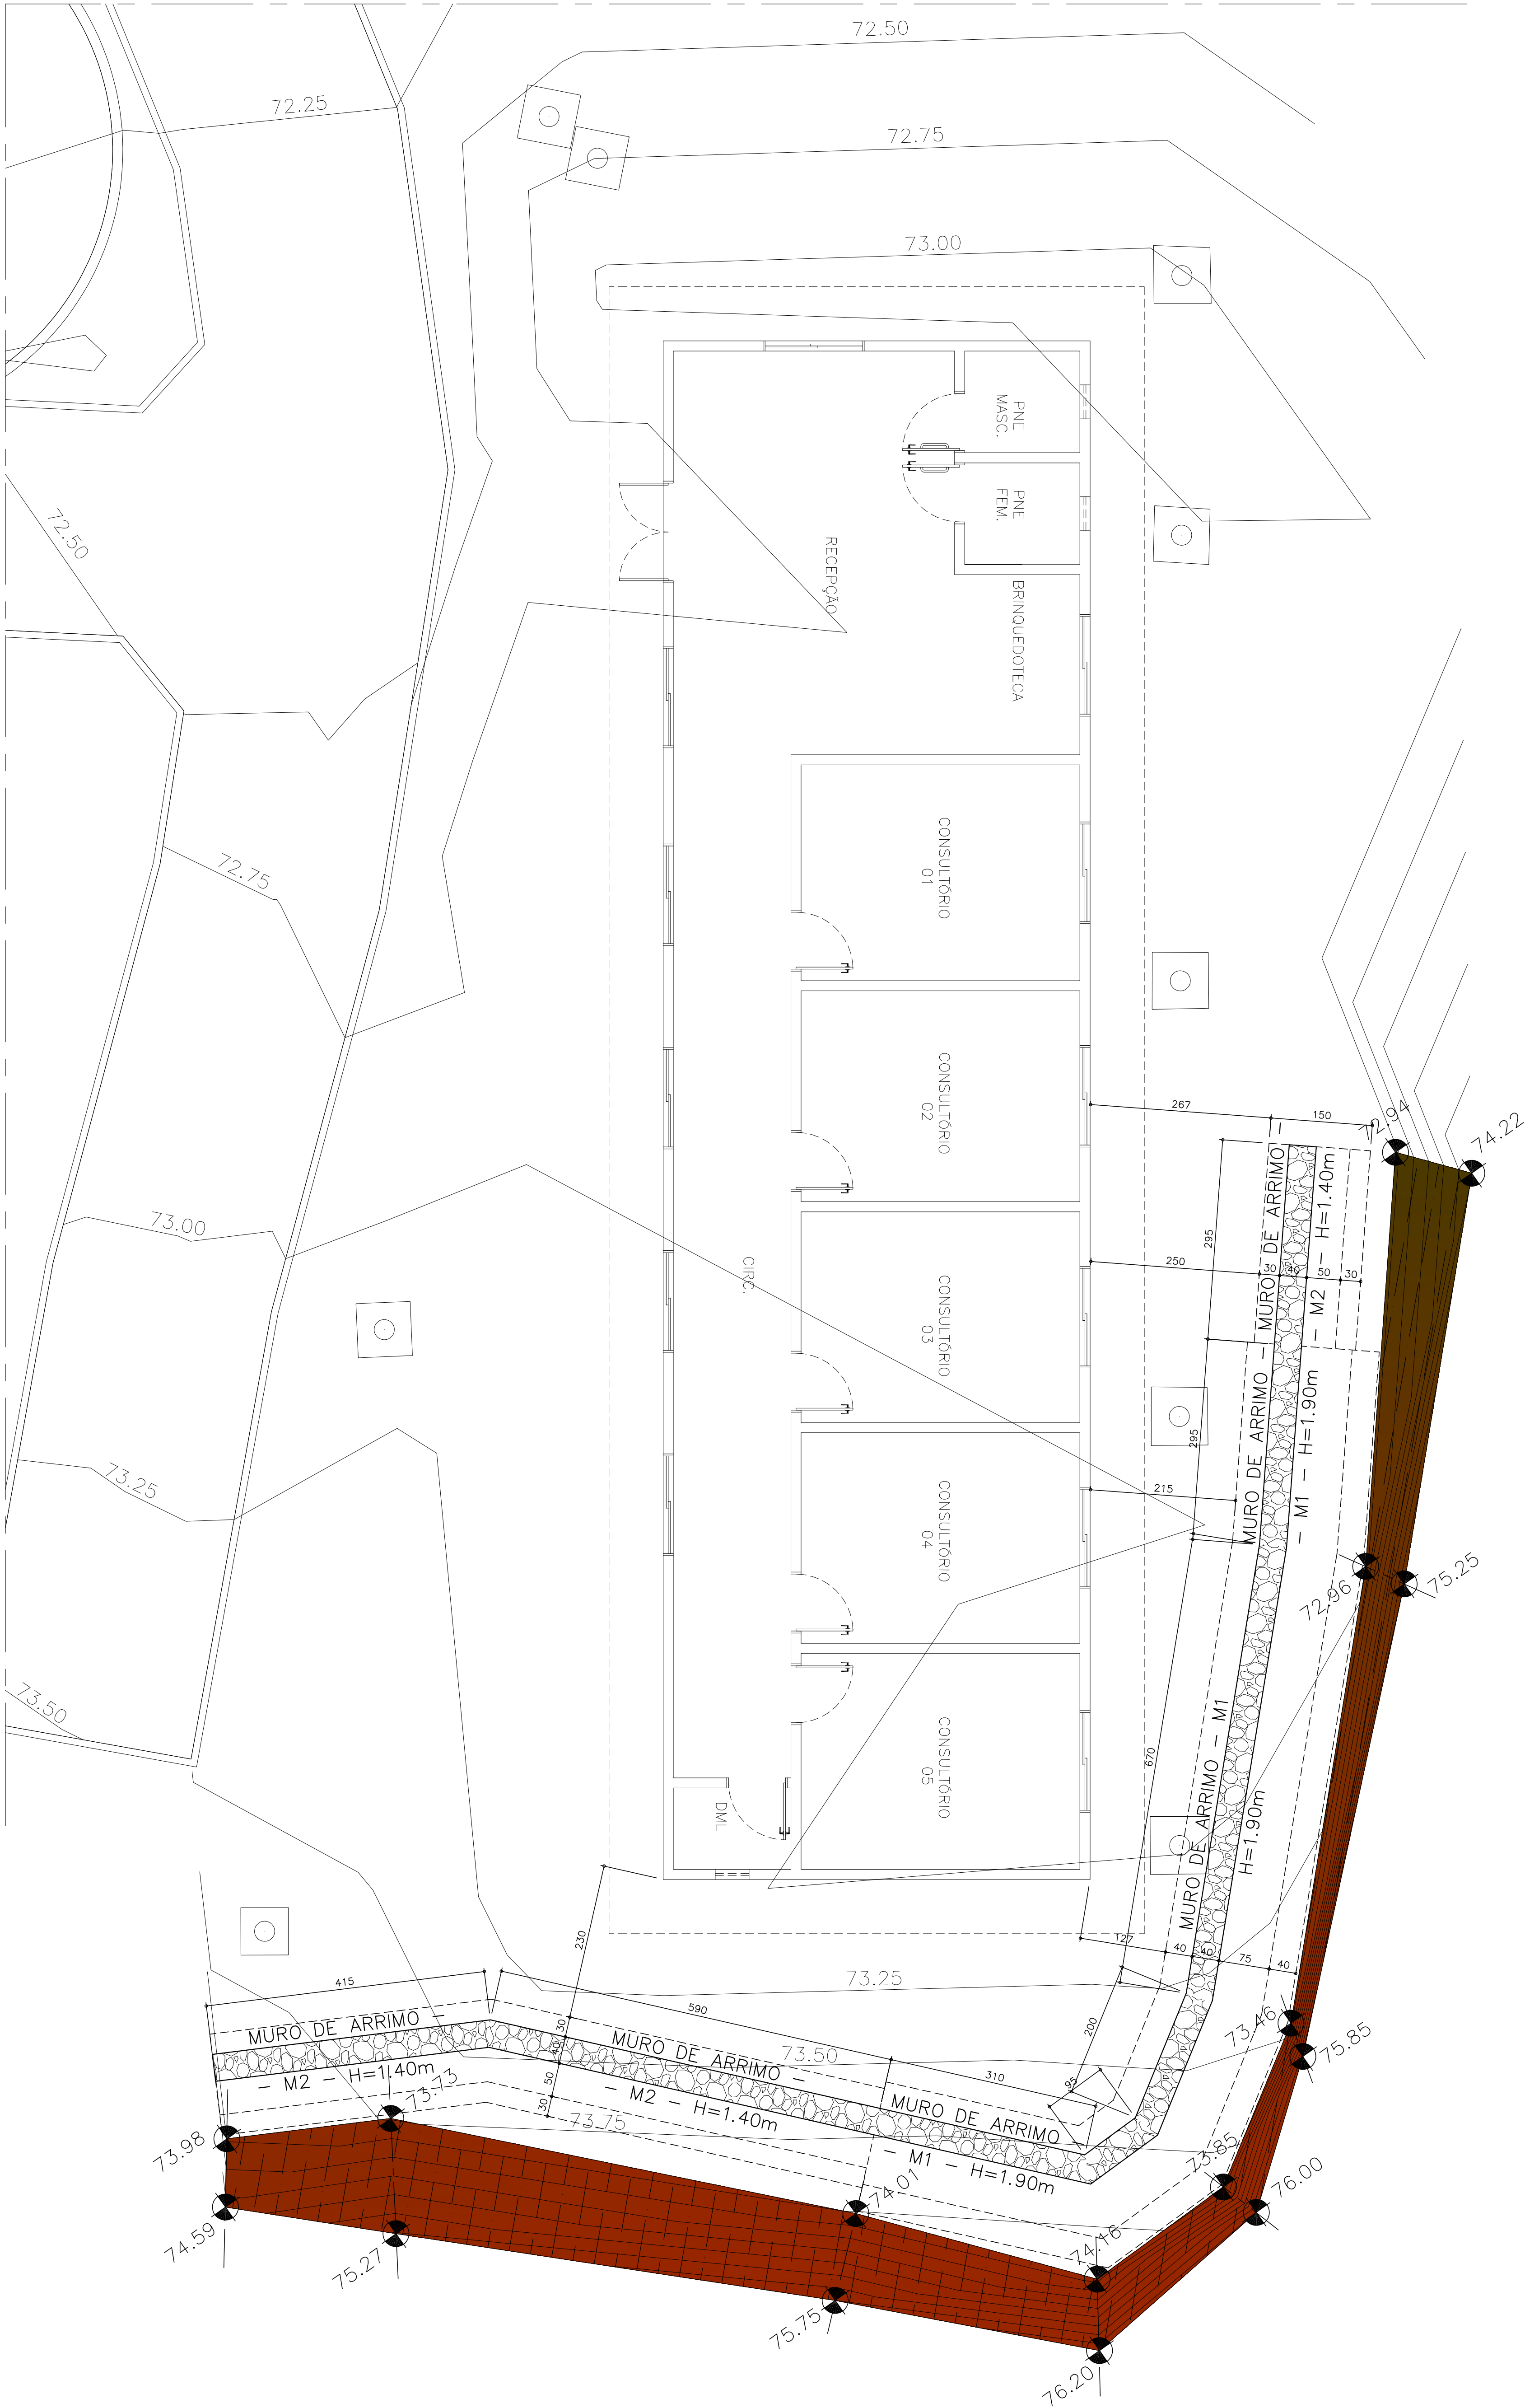 72.50
72.25
72.75
73.00
PNE
MASC.
PNE
FEM.
72.50
RECEPÇÃO
BRINQUEDOTECA
72.75
CONSULTÓRIO
01
CONSULTÓRIO
02
267
150
72.94
74.22
MURO DE ARRIMO –
– M2 – H=1.40m
295
73.00
CONSULTÓRIO
03
CIRC.
250
30
40
50
30
MURO DE ARRIMO –
– M1 – H=1.90m
295
73.25
CONSULTÓRIO
04
215
72.96
75.25
73.50
CONSULTÓRIO
05
DML
670
MURO DE ARRIMO – M1
H=1.90m
230
127
40
40
75
40
415
73.25
590
200
73.46
75.85
MURO DE ARRIMO –
– M2 – H=1.40m
30
40
50
30
MURO DE ARRIMO –
– M2 – H=1.40m
73.50
310
95
73.75
MURO DE ARRIMO
– M1 – H=1.90m
73.98
73.73
74.01
73.85
76.00
74.16
74.59
75.27
75.75
76.20